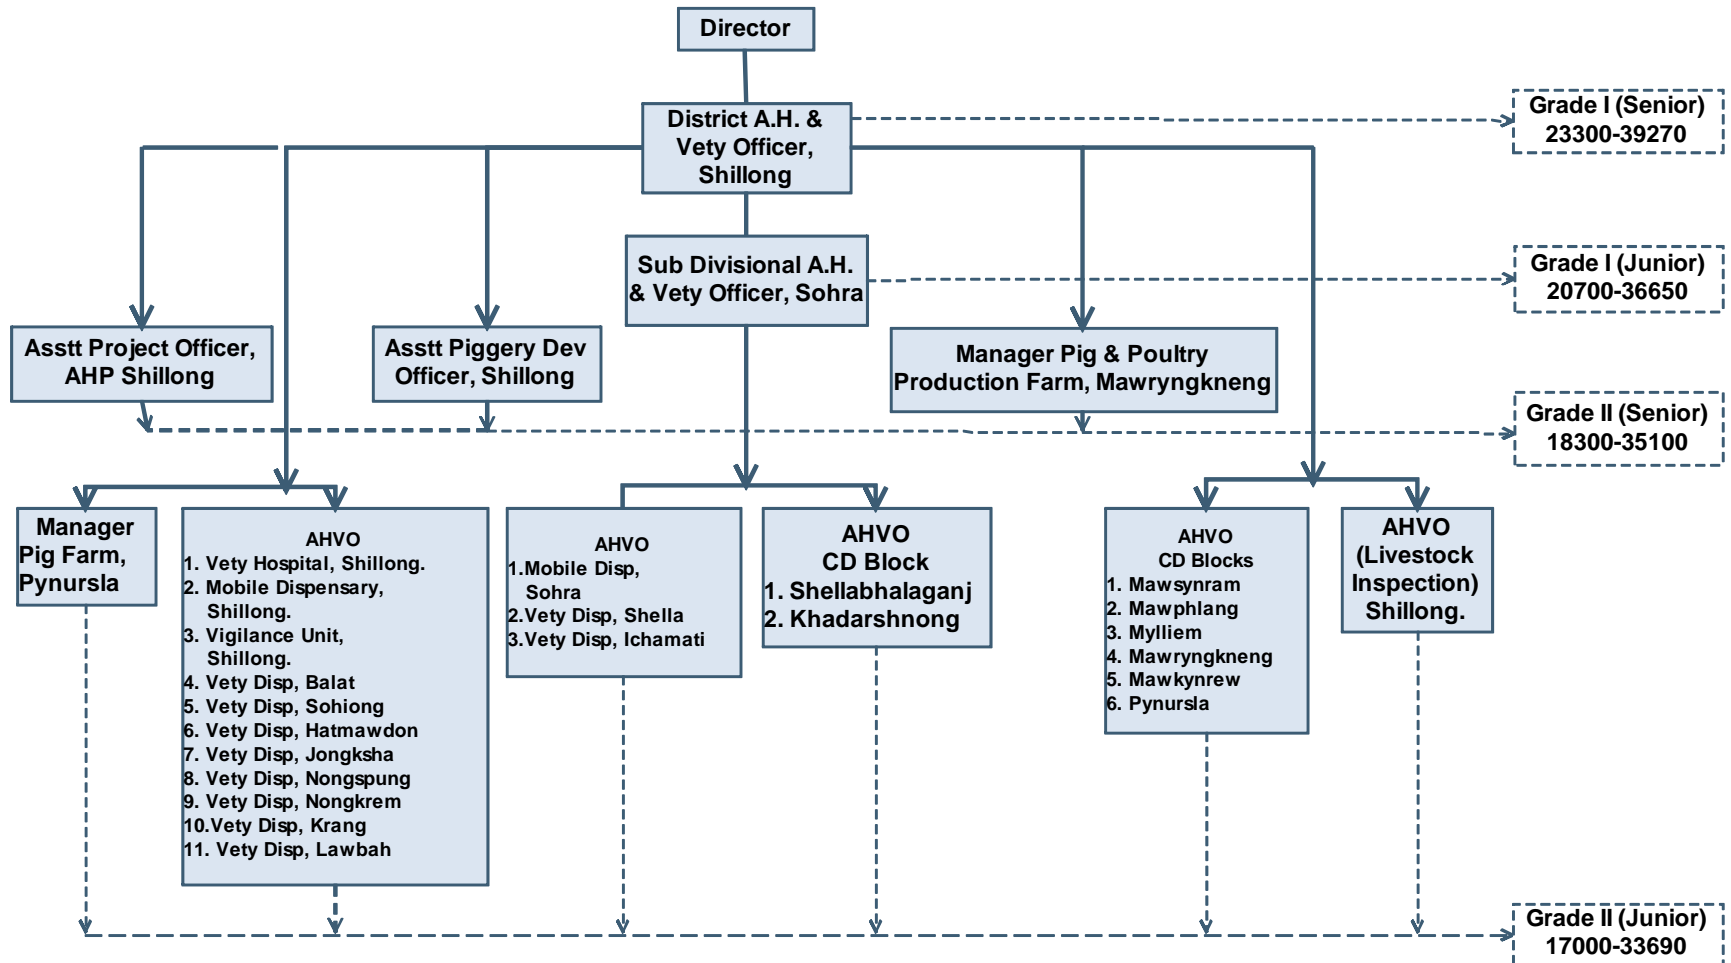 Director
District A.H. &
Vety Officer,
Shillong
Grade I (Senior)
23300-39270
Sub Divisional A.H.
& Vety Officer, Sohra
Grade I (Junior)
20700-36650
Asstt Project Officer,
AHP Shillong
Asstt Piggery Dev
Officer, Shillong
Manager Pig & Poultry
Production Farm, Mawryngkneng
Grade II (Senior)
18300-35100
Manager
Pig Farm,
Pynursla
AHVO
1. Vety Hospital, Shillong.
2. Mobile Dispensary,
Shillong.
3. Vigilance Unit,
Shillong.
4. Vety Disp, Balat
5. Vety Disp, Sohiong
6. Vety Disp, Hatmawdon
7. Vety Disp, Jongksha
8. Vety Disp, Nongspung
9. Vety Disp, Nongkrem
10.Vety Disp, Krang
11. Vety Disp, Lawbah
AHVO
1.Mobile Disp,
Sohra
2.Vety Disp, Shella
3.Vety Disp, Ichamati
AHVO
CD Block
1. Shellabhalaganj
2. Khadarshnong
AHVO
CD Blocks
1. Mawsynram
2. Mawphlang
3. Mylliem
4. Mawryngkneng
5. Mawkynrew
6. Pynursla
AHVO
(Livestock
Inspection)
Shillong.
Grade II (Junior)
17000-33690